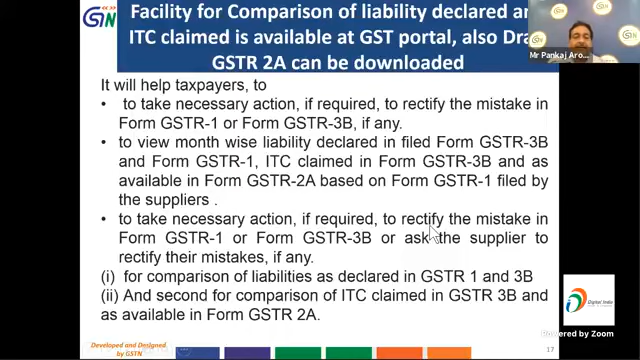 Facility for Comparison of liability declared an
ITC claimed is available at GST portal, also Dra
GSTR 2A can be downloaded
Mr Pankaj Aro...
It will help taxpayers, to
• to take necessary action, if required, to rectify the mistake in
Form GSTR-1 or Form GSTR-3B, if any.
• to view month wise liability declared in filed Form GSTR-3B
and Form GSTR-1, ITC claimed in Form GSTR-3B and as
available in Form GSTR-2A based on Form GSTR-1 filed by
the suppliers .
• to take necessary action, if required, to rectify the mistake in
Form GSTR-1 or Form GSTR-3B or ask the supplier to
rectify their mistakes, if any.
(i) for comparison of liabilities as declared in GSTR 1 and 3B
(ii) And second for comparison of ITC claimed in GSTR 3B and
as available in Form GSTR 2A.
Digital India
Powered by Zoom
Developed and Designed
by GSTN
17